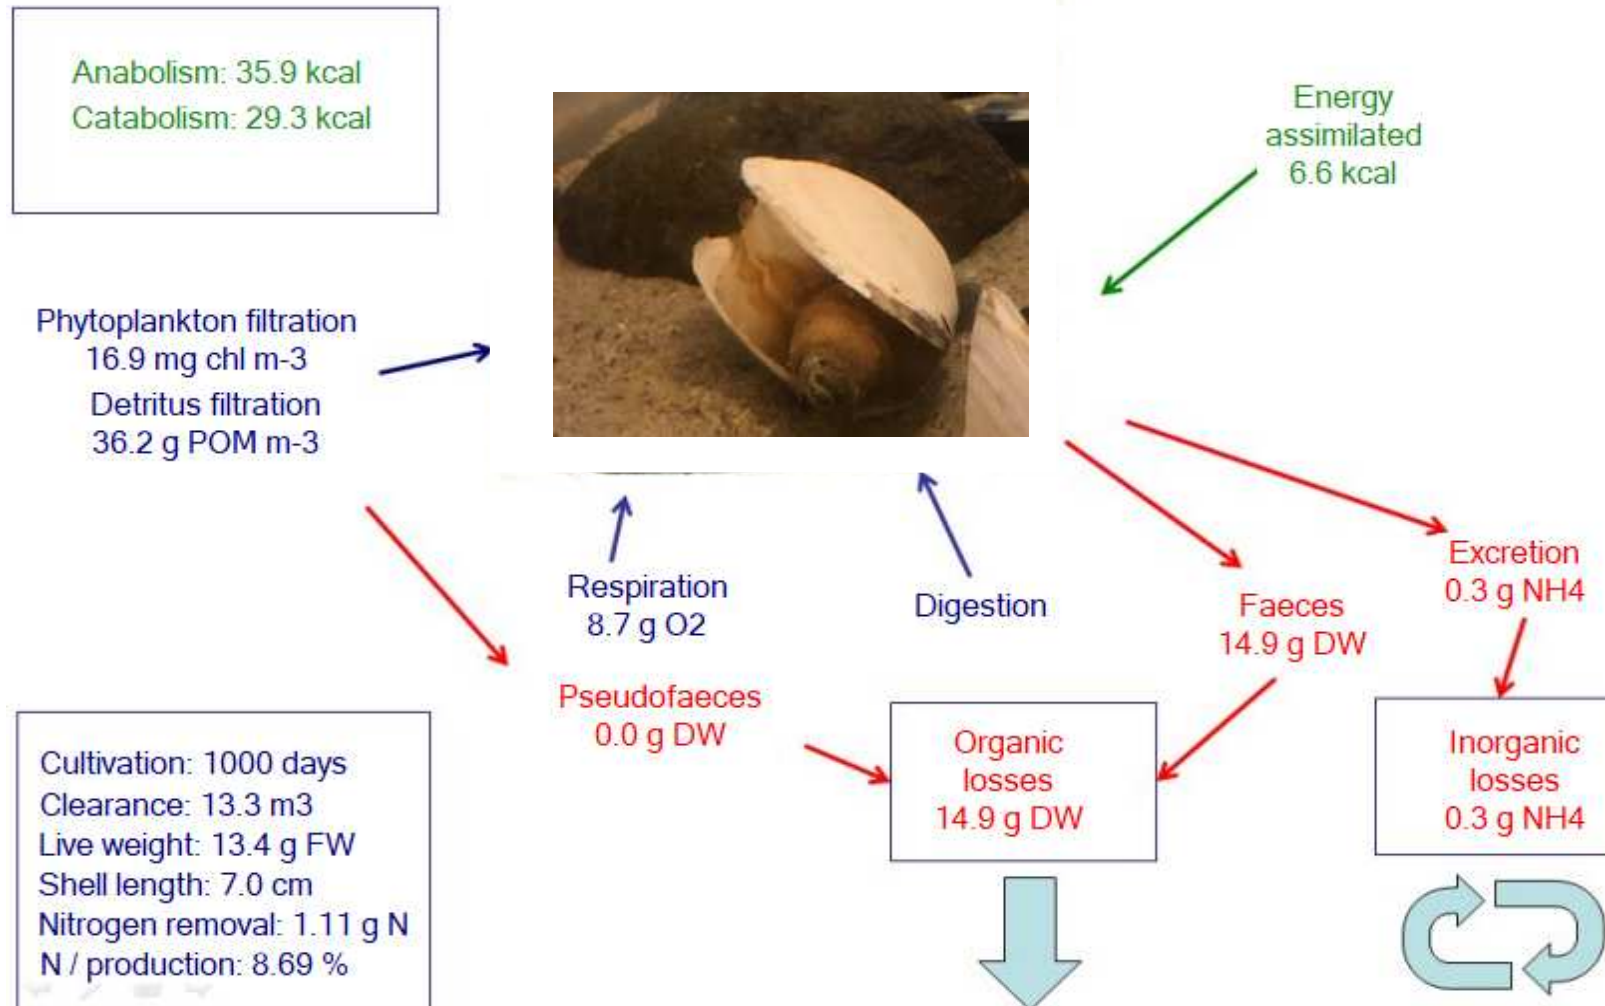 Anabolism: 35.9 kcal
Catabolism: 29.3 kcal
Energy
assimilated
6.6 kcal
Phytoplankton filtration
16.9 mg chl m-3
Detritus filtration
36.2 g POM m-3
Respiration
8.7 g O2
Digestion
Faeces
14.9 g DW
Excretion
0.3 g NH4
Pseudofaeces
0.0 g DW
Organic
losses
14.9 g DW
Inorganic
losses
0.3 g NH4
Cultivation: 1000 days
Clearance: 13.3 m3
Live weight: 13.4 g FW
Shell length: 7.0 cm
Nitrogen removal: 1.11 g N
N / production: 8.69 %